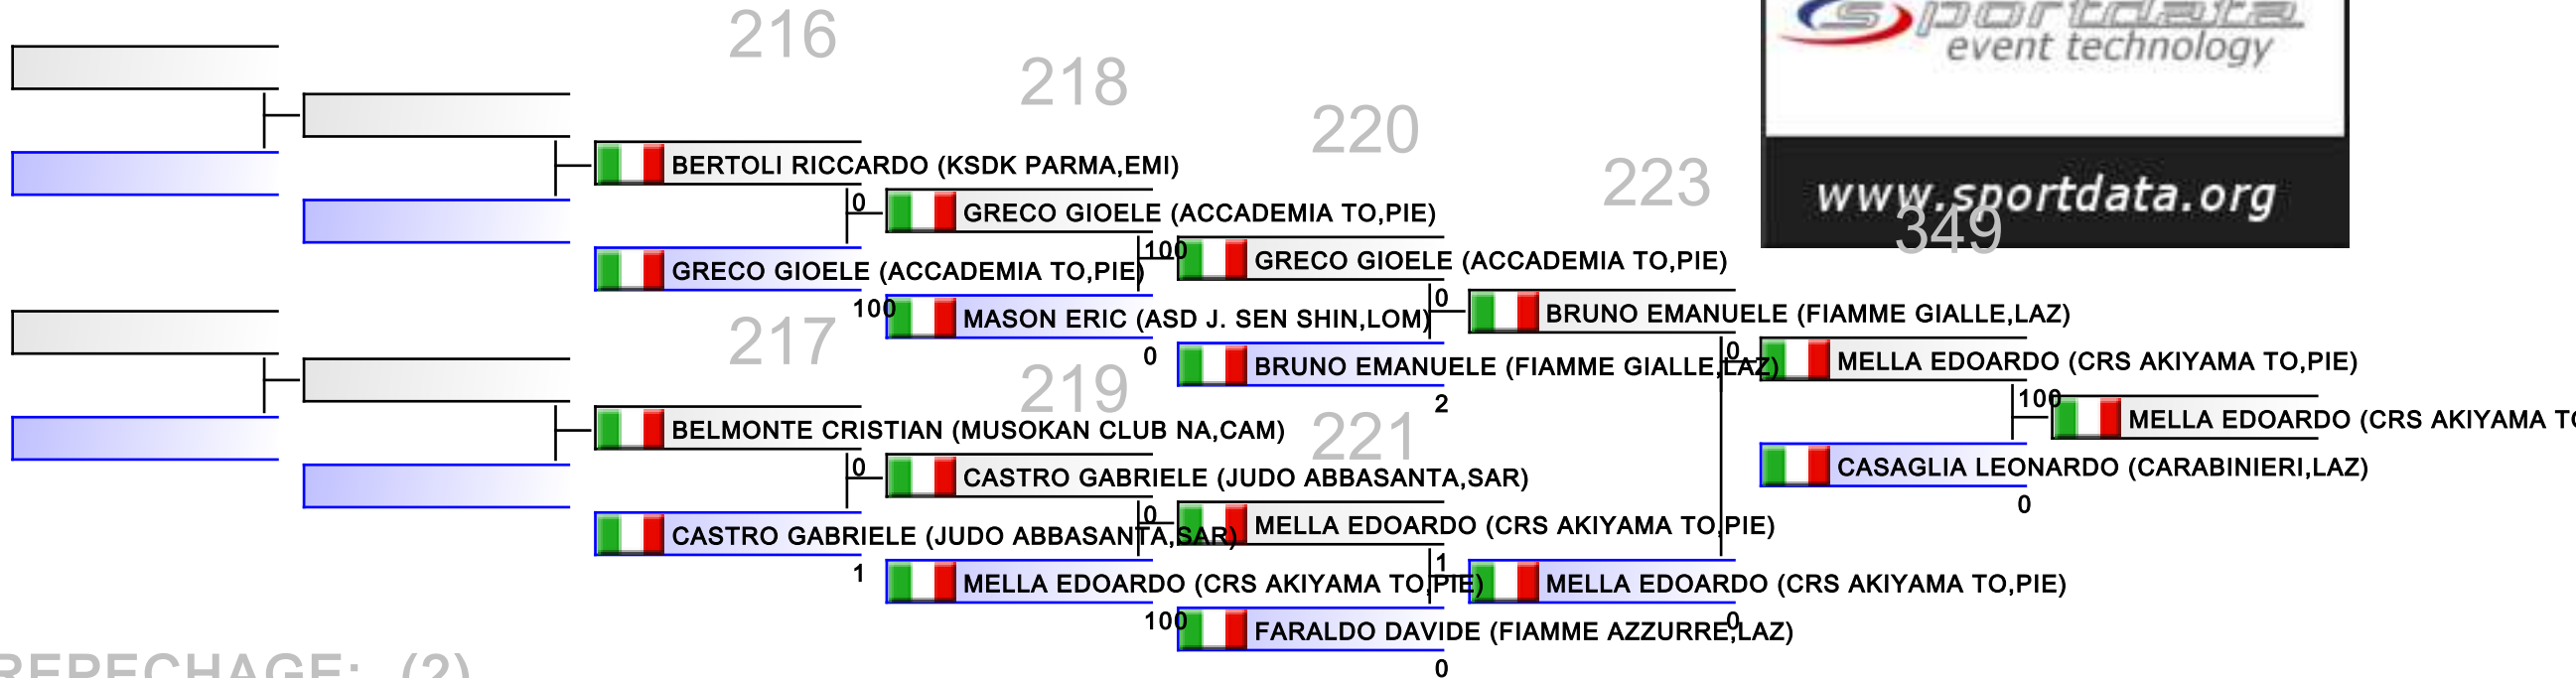 sportdata
event technology
www.sportdata.org
216
218
220
223
349
BERTOLI RICCARDO (KSDK PARMA,EMI)
0
GRECO GIOELE (ACCADEMIA TO,PIE)
GRECO GIOELE (ACCADEMIA TO,PIE)
100
100
GRECO GIOELE (ACCADEMIA TO,PIE)
MASON ERIC (ASD J. SEN SHIN,LOM)
0
0
BRUNO EMANUELE (FIAMME GIALLE,LAZ)
BRUNO EMANUELE (FIAMME GIALLE,LAZ)
2
0
MELLA EDOARDO (CRS AKIYAMA TO,PIE)
100
MELLA EDOARDO (CRS AKIYAMA TO
CASAGLIA LEONARDO (CARABINIERI,LAZ)
0
217
219
221
BELMONTE CRISTIAN (MUSOKAN CLUB NA,CAM)
0
CASTRO GABRIELE (JUDO ABBASANTA,SAR)
CASTRO GABRIELE (JUDO ABBASANTA,SAR)
1
0
MELLA EDOARDO (CRS AKIYAMA TO,PIE)
MELLA EDOARDO (CRS AKIYAMA TO,PIE)
100
1
MELLA EDOARDO (CRS AKIYAMA TO,PIE)
0
FARALDO DAVIDE (FIAMME AZZURRE,LAZ)
0
REPECHAGE: (2)